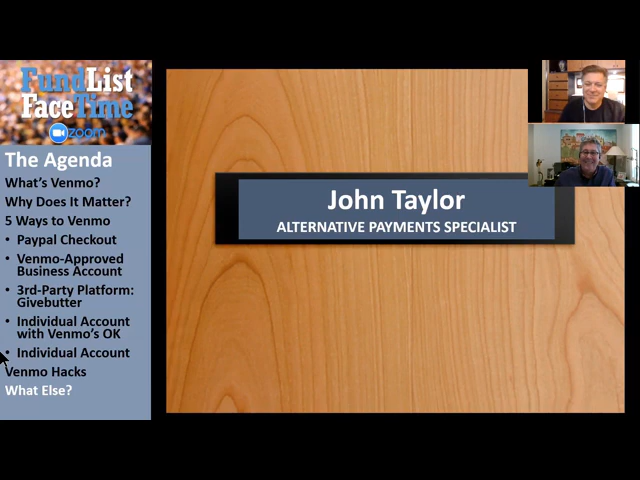 FundList
FaceTime
zoom
The Agenda
What's Venmo?
Why Does It Matter?
5 Ways to Venmo
• Paypal Checkout
• Venmo-Approved
Business Account
• 3rd-Party Platform:
Givebutter
• Individual Account
with Venmo's OK
• Individual Account
Venmo Hacks
What Else?
John Taylor
ALTERNATIVE PAYMENTS SPECIALIST